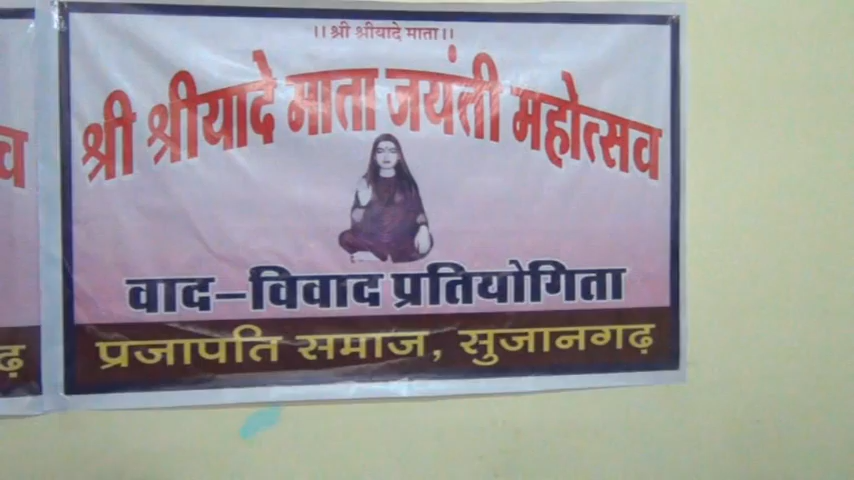 ।। श्री श्रीयादे माता ।।
श्री श्रीयादे माता जयंती महोत्सव
वाद-विवाद प्रतियोगिता
प्रजापति समाज, सुजानगढ़
व
ढ़